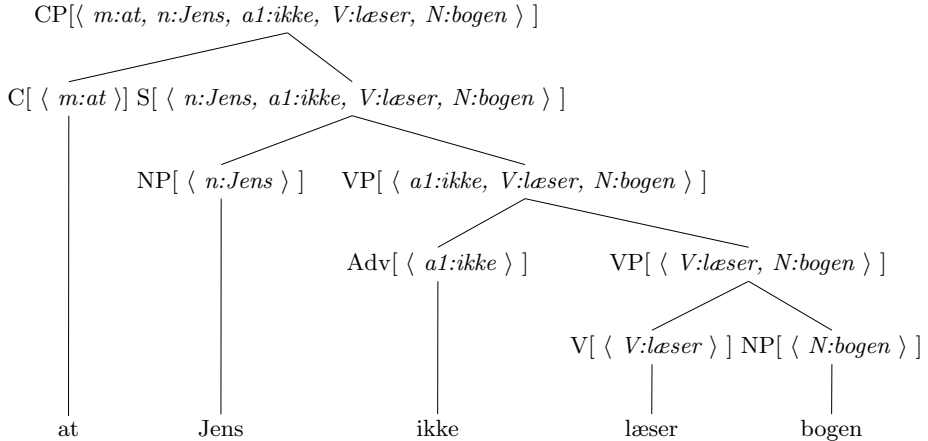 CP[⟨ m:at, n:Jens, a1:ikke, V:læser, N:bogen ⟩ ]
C[ ⟨ m:at ⟩] S[ ⟨ n:Jens, a1:ikke, V:læser, N:bogen ⟩ ]
NP[ ⟨ n:Jens ⟩ ] VP[ ⟨ a1:ikke, V:læser, N:bogen ⟩ ]
Adv[ ⟨ a1:ikke ⟩ ] VP[ ⟨ V:læser, N:bogen ⟩ ]
V[ ⟨ V:læser ⟩ ] NP[ ⟨ N:bogen ⟩ ]
at Jens ikke læser bogen